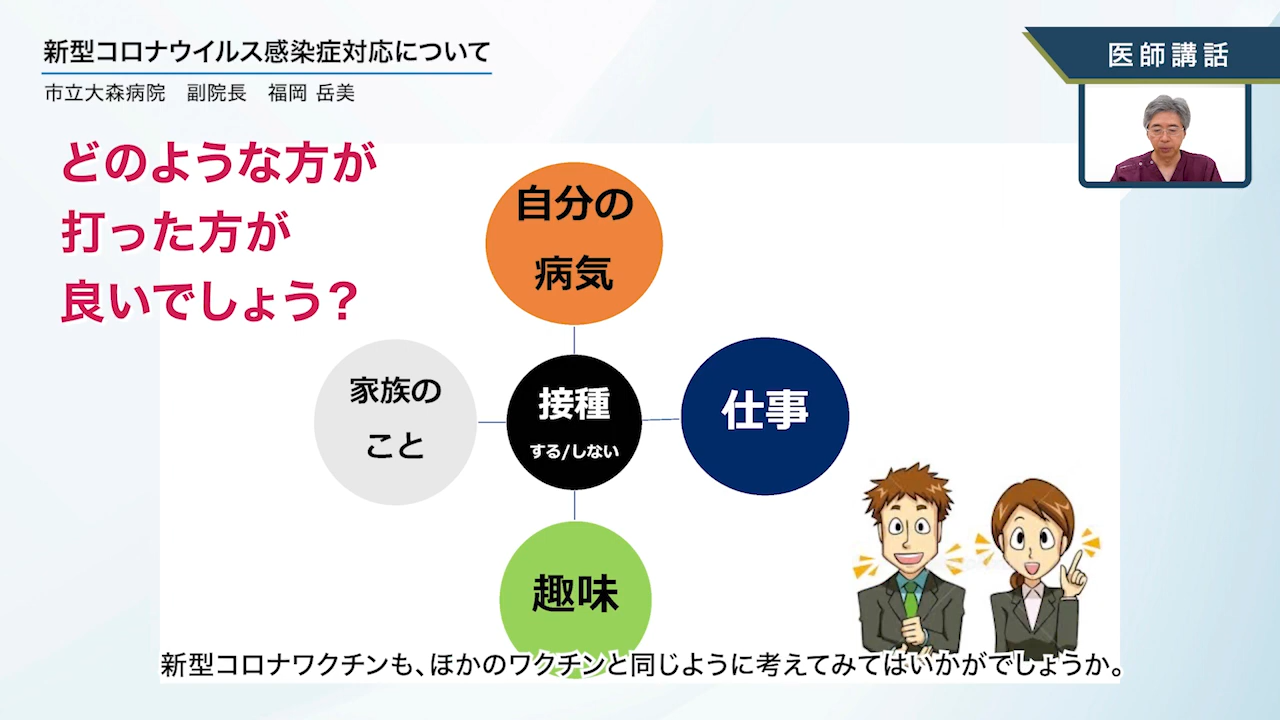 新型コロナウイルス感染症対応について
市立大森病院　副院長　福岡 岳美
医師講話
どのような方が
打った方が
良いでしょう？
自分の
病気
家族の
こと
接種
する/しない
仕事
趣味
新型コロナワクチンも、ほかのワクチンと同じように考えてみてはいかがでしょうか。